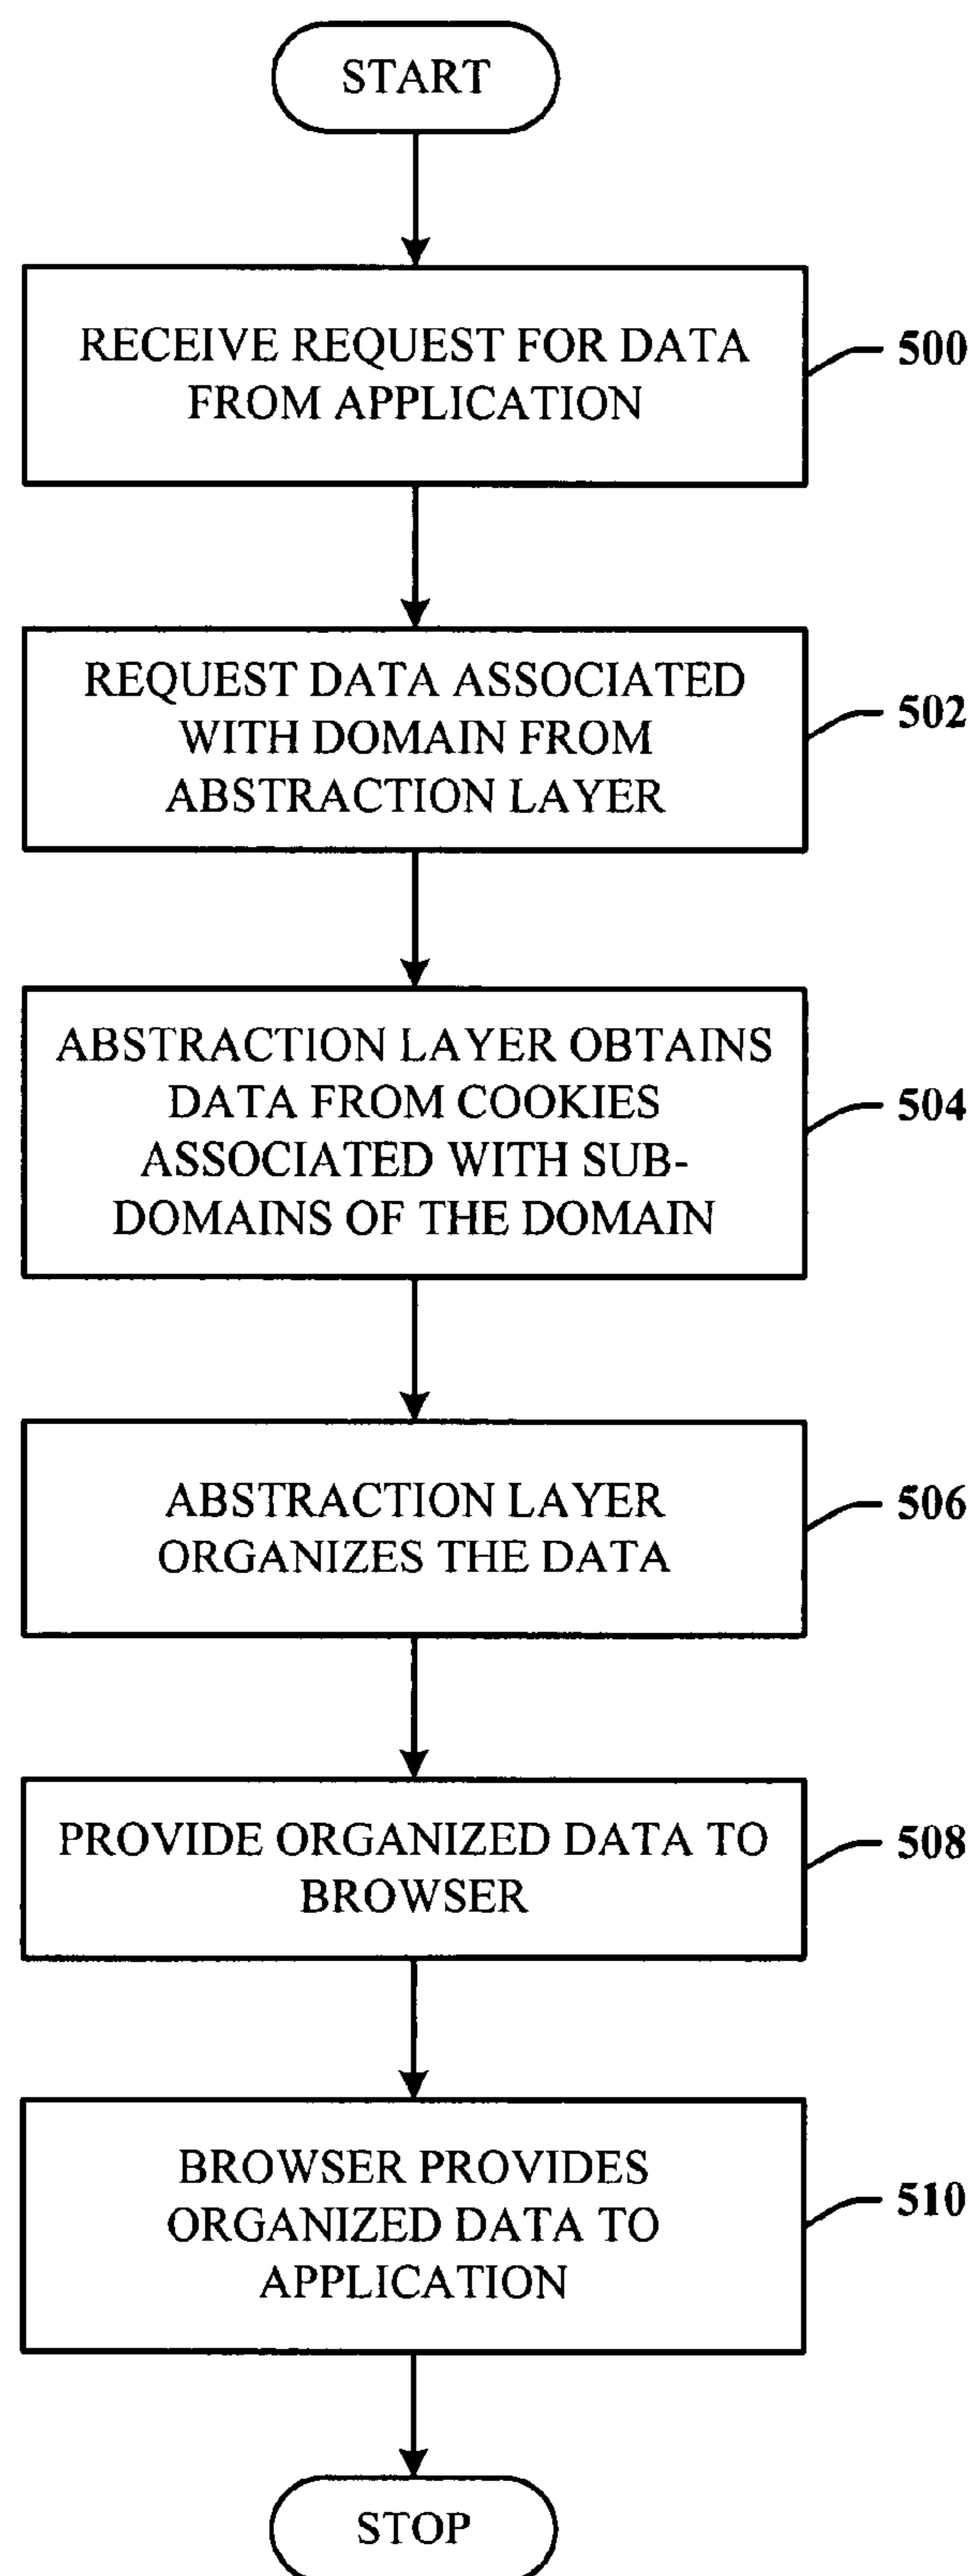 START
RECEIVE REQUEST FOR DATA
FROM APPLICATION
500
REQUEST DATA ASSOCIATED
WITH DOMAIN FROM
ABSTRACTION LAYER
502
ABSTRACTION LAYER OBTAINS
DATA FROM COOKIES
ASSOCIATED WITH SUB-
DOMAINS OF THE DOMAIN
504
ABSTRACTION LAYER
ORGANIZES THE DATA
506
PROVIDE ORGANIZED DATA TO
BROWSER
508
BROWSER PROVIDES
ORGANIZED DATA TO
APPLICATION
510
STOP